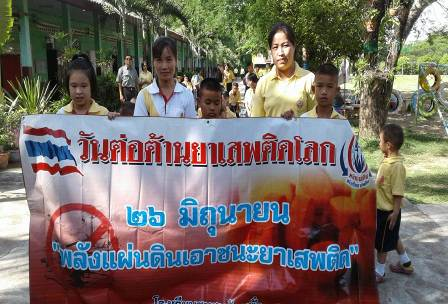 วันต่อต้านยาเสพติดโลก
๒๖ มิถุนายน
"พลังแผ่นดินเอาชนะยาเสพติด"